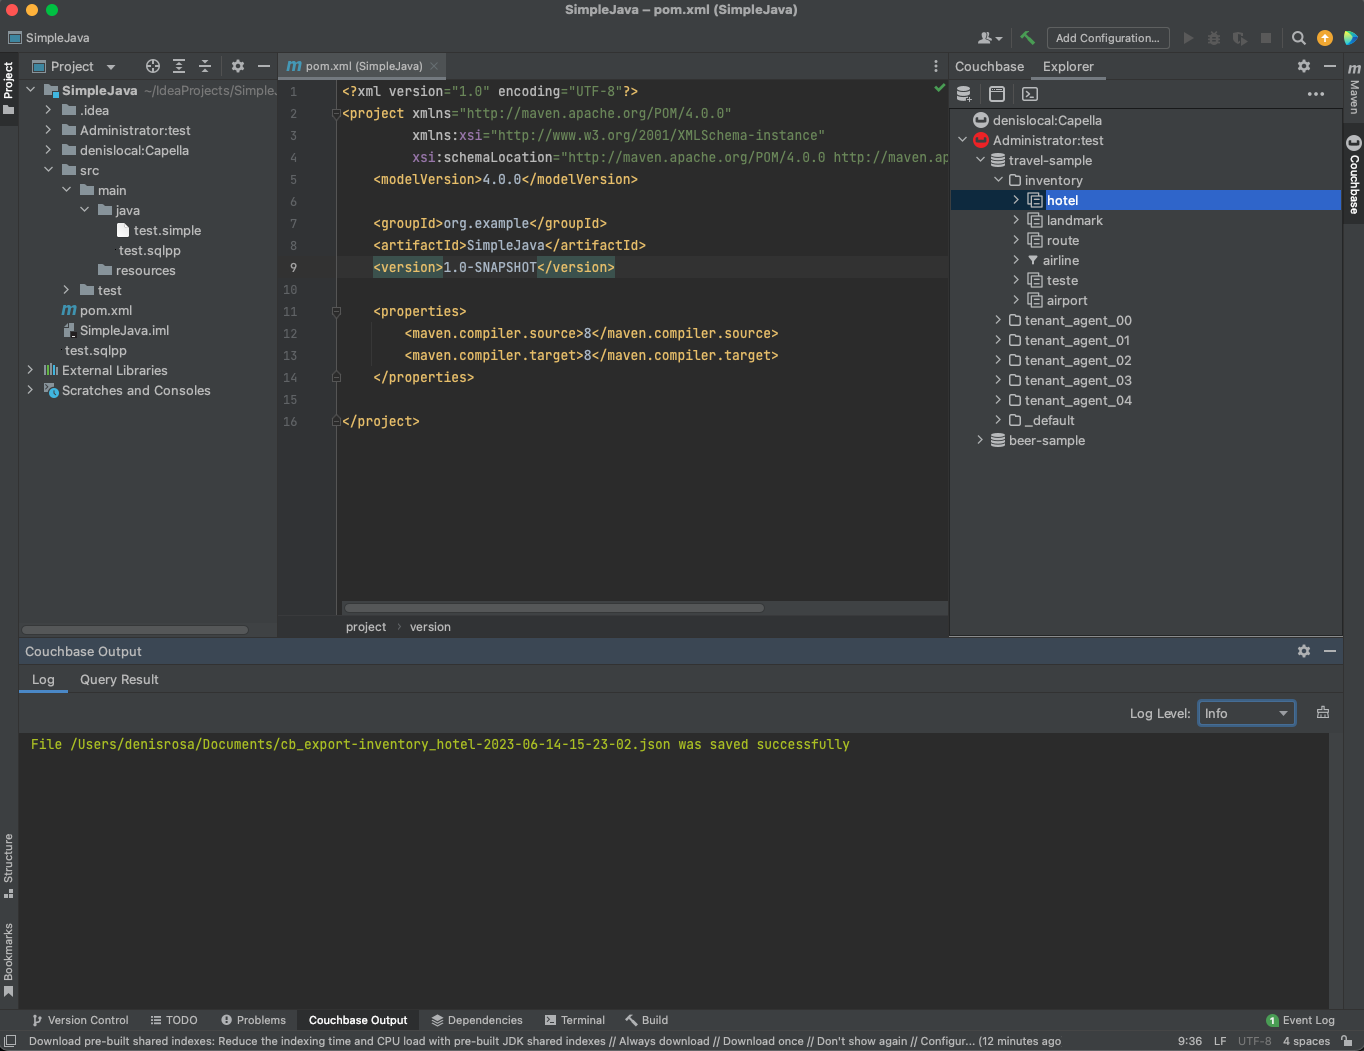 SimpleJava – pom.xml (SimpleJava)
SimpleJava
Add Configuration...
Project
Project
SimpleJava ~/IdeaProjects/Simple.
.idea
Administrator:test
denislocal:Capella
src
main
java
test.simple
test.sqlpp
resources
test
pom.xml
SimpleJava.iml
test.sqlpp
External Libraries
Scratches and Consoles
pom.xml (SimpleJava)
1 <?xml version="1.0" encoding="UTF-8"?>
2 <project xmlns="http://maven.apache.org/POM/4.0.0"
3 xmlns:xsi="http://www.w3.org/2001/XMLSchema-instance"
4 xsi:schemaLocation="http://maven.apache.org/POM/4.0.0 http://maven.ap
5 <modelVersion>4.0.0</modelVersion>
6
7 <groupId>org.example</groupId>
8 <artifactId>SimpleJava</artifactId>
9 <version>1.0-SNAPSHOT</version>
10
11 <properties>
12 <maven.compiler.source>8</maven.compiler.source>
13 <maven.compiler.target>8</maven.compiler.target>
14 </properties>
15
16 </project>
project > version
Couchbase Explorer
denislocal:Capella
Administrator:test
travel-sample
inventory
hotel
landmark
route
airline
teste
airport
tenant_agent_00
tenant_agent_01
tenant_agent_02
tenant_agent_03
tenant_agent_04
_default
beer-sample
Maven
Couchbase
Couchbase Output
Log Query Result
Log Level: Info
File /Users/denisrosa/Documents/cb_export-inventory_hotel-2023-06-14-15-23-02.json was saved successfully
Structure
Bookmarks
Version Control TODO Problems Couchbase Output Dependencies Terminal Build 1 Event Log
Download pre-built shared indexes: Reduce the indexing time and CPU load with pre-built JDK shared indexes // Always download // Download once // Don't show again // Configur... (12 minutes ago 9:36 LF UTF-8 4 spaces